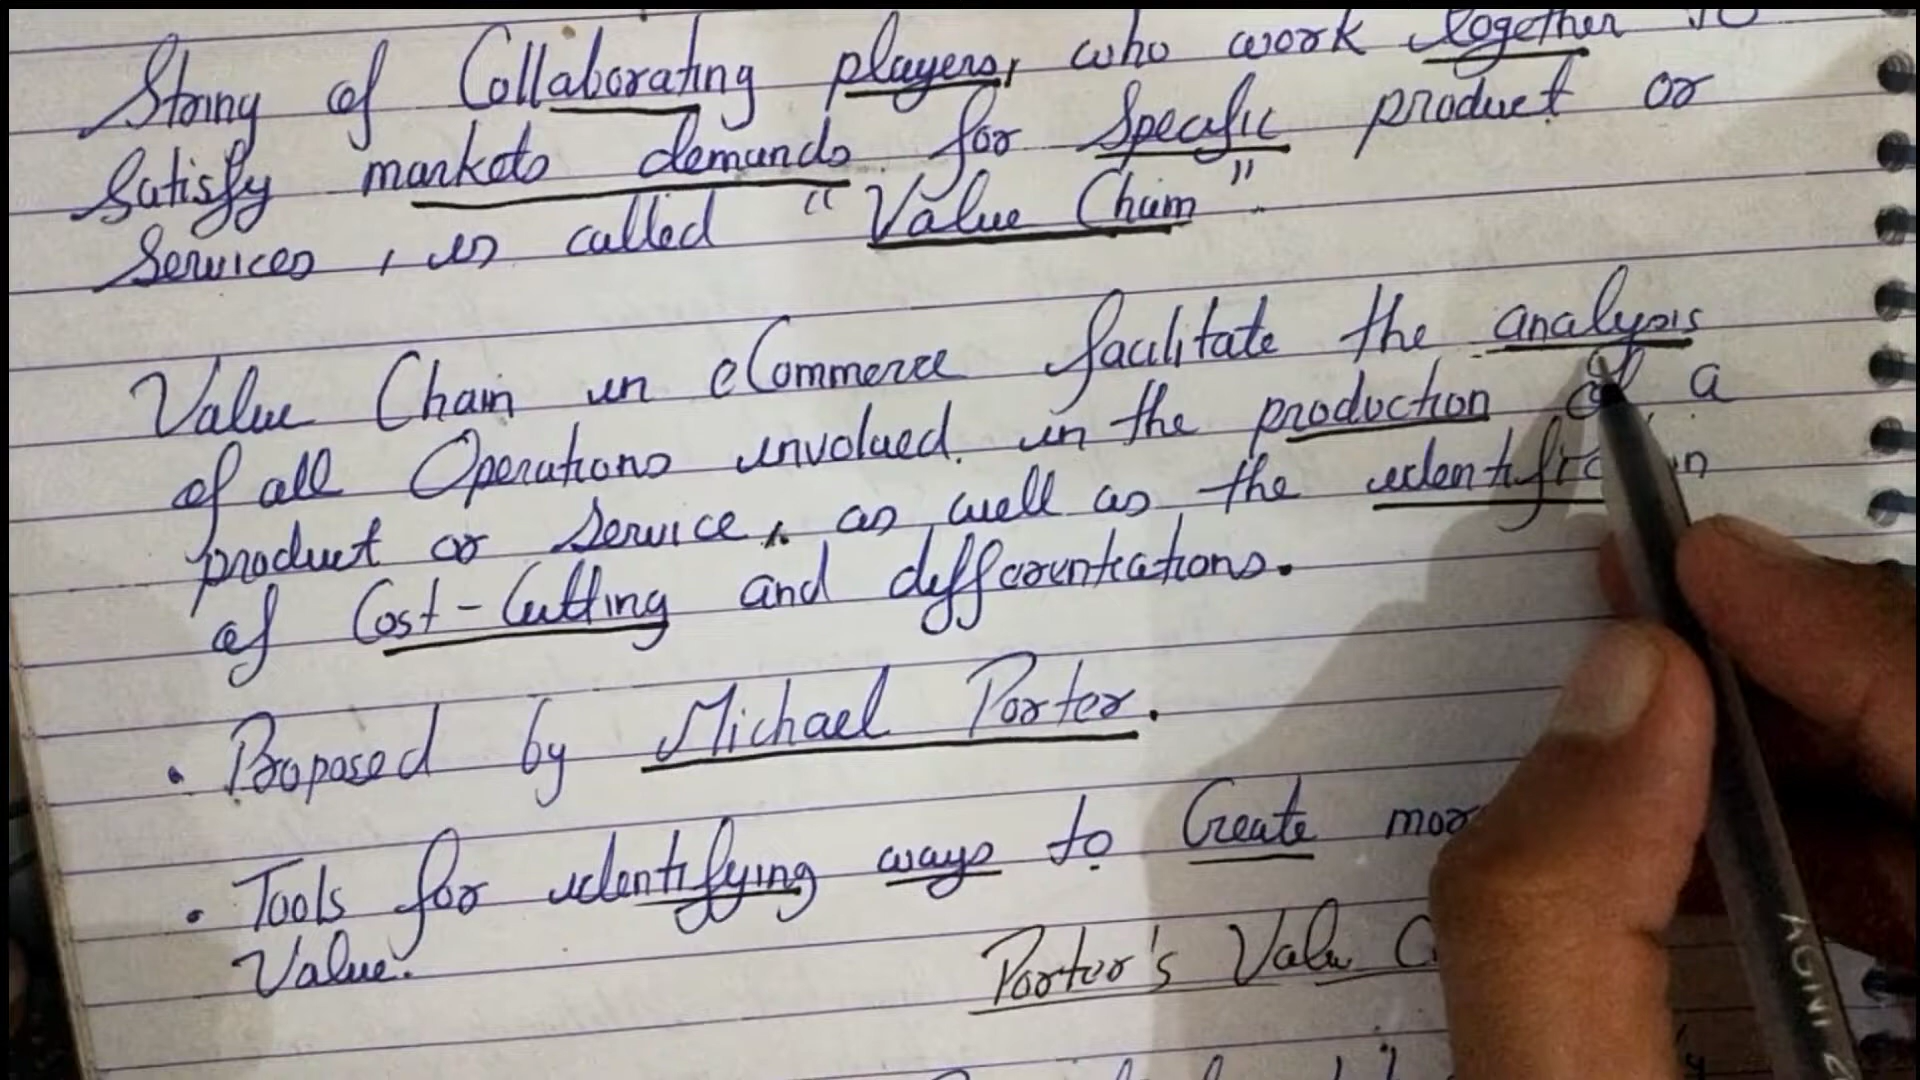 String of Collaborating players, who work together to
Satisfy markets demands for Specific product or
Services, is called "Value Chain".
Value Chain in eCommerce facilitate the analysis
of all Operations involved in the production of a
product or Service, as well as the
of Cost-Cutting and differentiations.
• Proposed by Michael Porter.
• Tools for identifying ways to Create
Value.
Porter's Value
AGNI